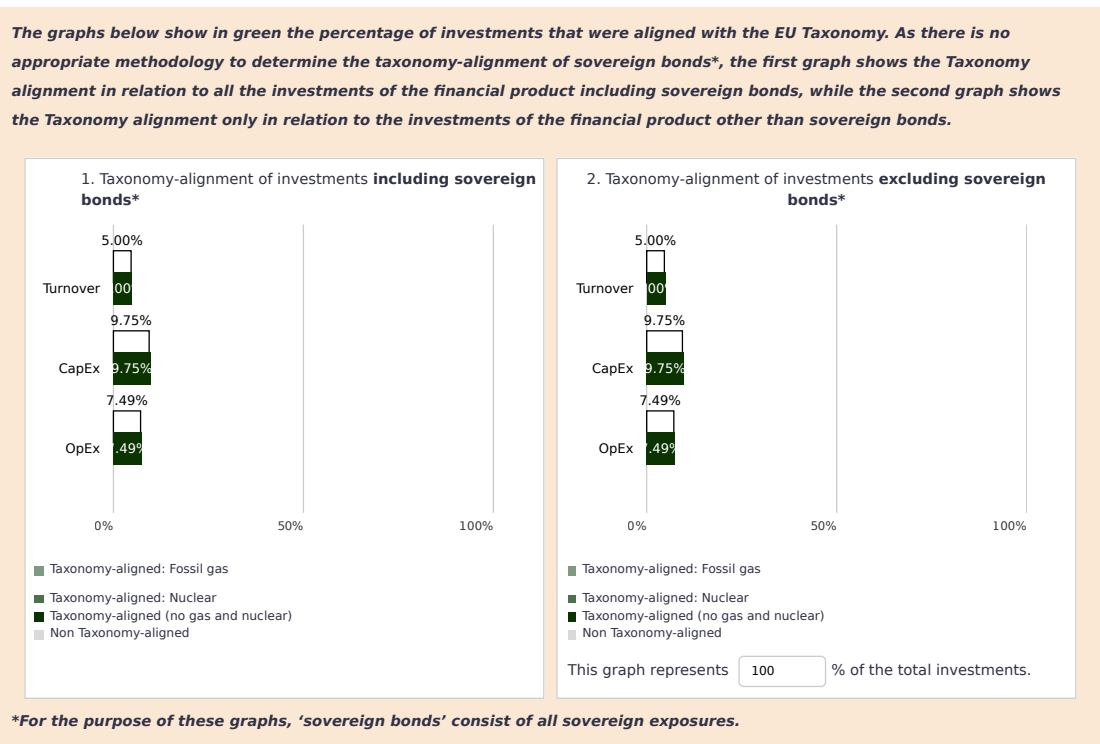 The graphs below show in green the percentage of investments that were aligned with the EU Taxonomy. As there is no
appropriate methodology to determine the taxonomy-alignment of sovereign bonds*, the first graph shows the Taxonomy
alignment in relation to all the investments of the financial product including sovereign bonds, while the second graph shows
the Taxonomy alignment only in relation to the investments of the financial product other than sovereign bonds.
1. Taxonomy-alignment of investments including sovereign
bonds*
5.00%
Turnover
9.75%
CapEx 9.75%
7.49%
OpEx .49%
0% 50% 100%
Taxonomy-aligned: Fossil gas
Taxonomy-aligned: Nuclear
Taxonomy-aligned (no gas and nuclear)
Non Taxonomy-aligned
2. Taxonomy-alignment of investments excluding sovereign
bonds*
5.00%
Turnover
9.75%
CapEx 9.75%
7.49%
OpEx .49%
0% 50% 100%
Taxonomy-aligned: Fossil gas
Taxonomy-aligned: Nuclear
Taxonomy-aligned (no gas and nuclear)
Non Taxonomy-aligned
This graph represents 100 % of the total investments.
*For the purpose of these graphs, ‘sovereign bonds’ consist of all sovereign exposures.